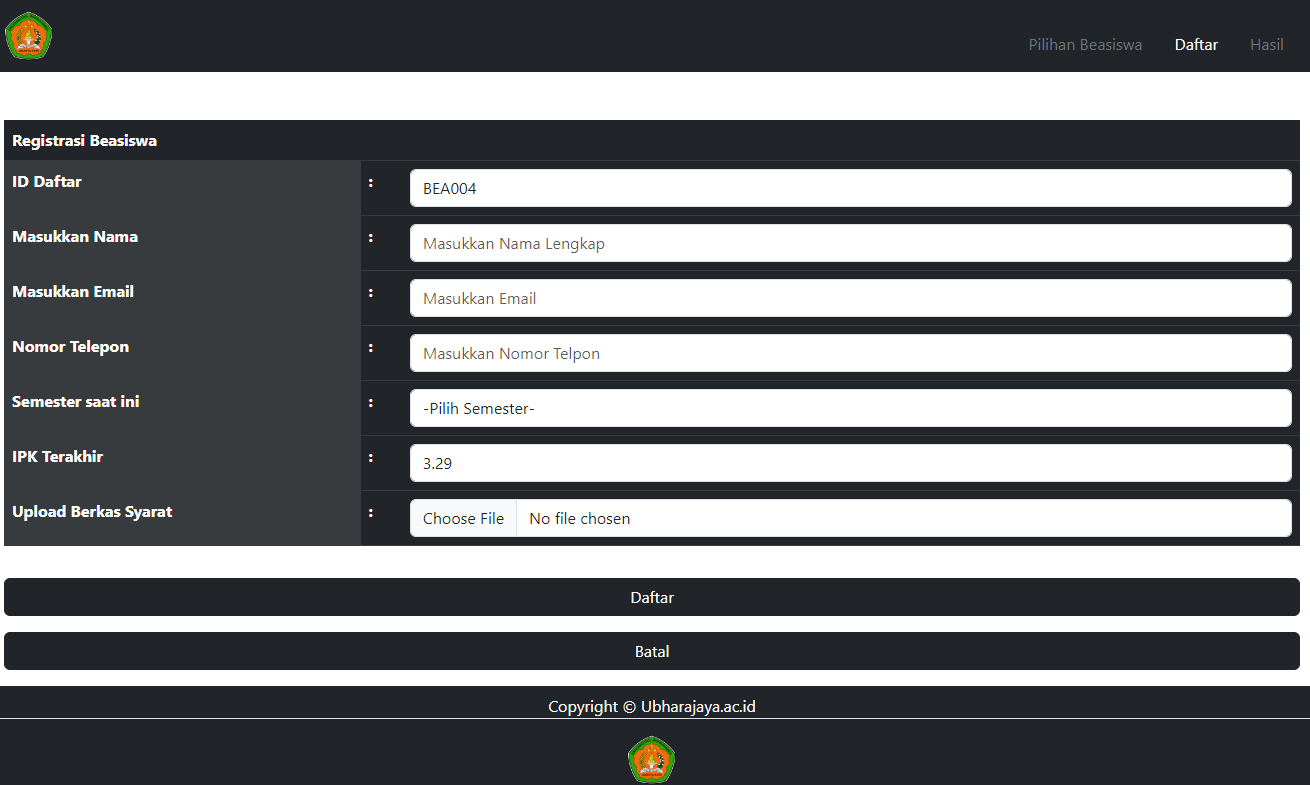 Pilihan Beasiswa Daftar Hasil
Registrasi Beasiswa
ID Daftar : BEA004
Masukkan Nama : Masukkan Nama Lengkap
Masukkan Email : Masukkan Email
Nomor Telepon : Masukkan Nomor Telpon
Semester saat ini : -Pilih Semester-
IPK Terakhir : 3.29
Upload Berkas Syarat : Choose File No file chosen
Daftar
Batal
Copyright © Ubharajaya.ac.id